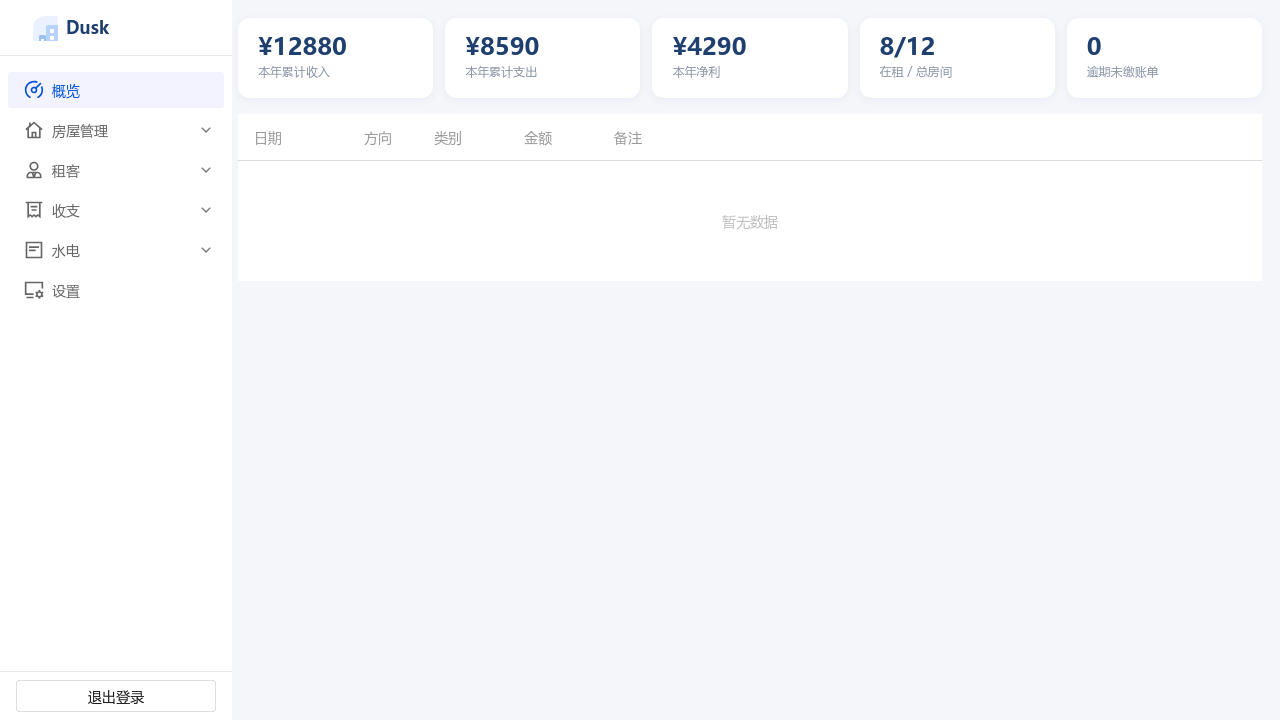 Dusk
概览
房屋管理
租客
收支
水电
设置
退出登录
¥12880
本年累计收入
¥8590
本年累计支出
¥4290
本年净利
8/12
在租 / 总房间
0
逾期未缴账单
日期 方向 类别 金额 备注
暂无数据